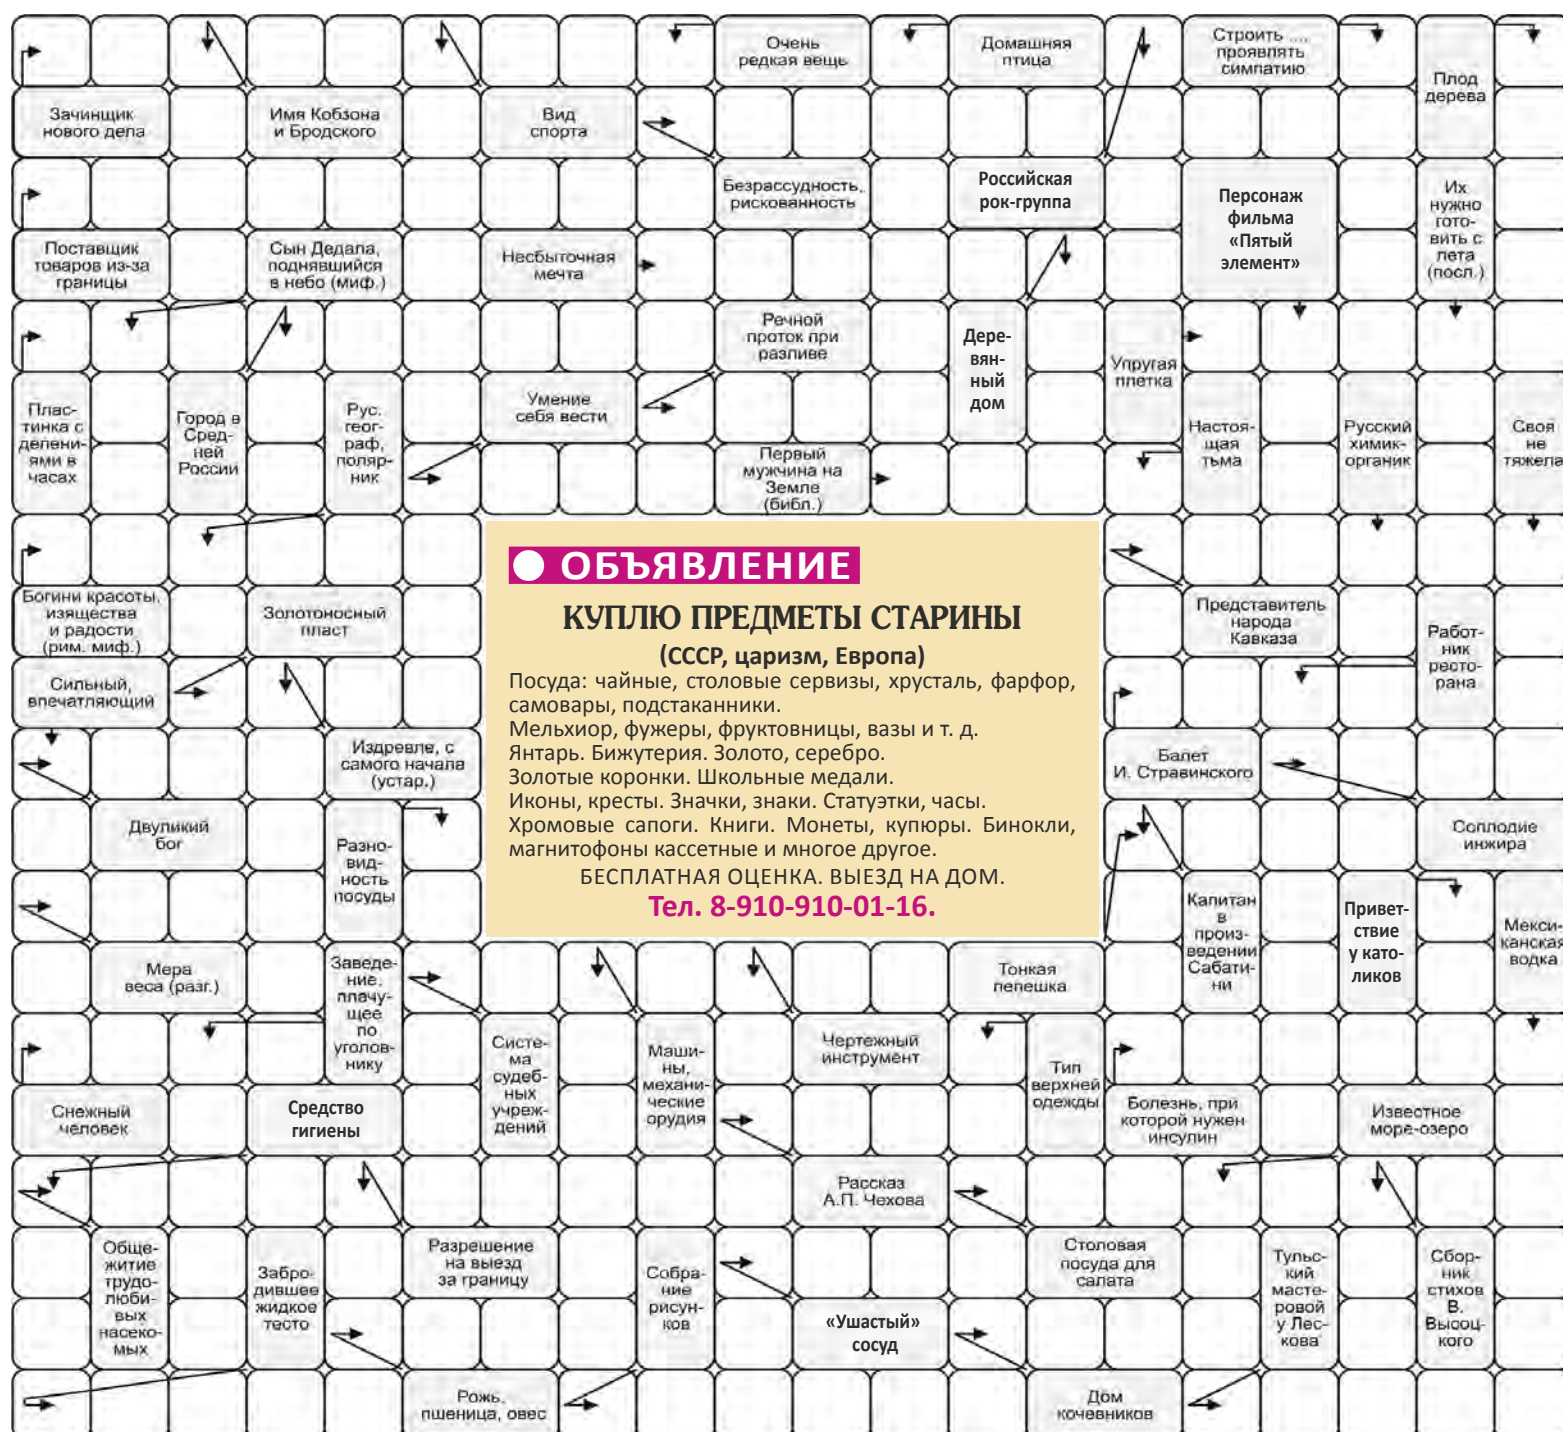 Очень
редкая вещь
Домашняя
птица
Строить ...,
проявлять
симпатию
Плод
дерева
Зачинщик
нового дела
Имя Кобзона
и Бродского
Вид
спорта
Безрассудность,
рискованность
Российская
рок-группа
Персонаж
фильма
«Пятый
элемент»
Их
нужно
гото-
вить с
лета
(посл.)
Поставщик
товаров из-за
границы
Сын Дедала,
поднявшийся
в небо (миф.)
Несбыточная
мечта
Речной
проток при
разливе
Дере-
вян-
ный
дом
Упругая
плетка
Плас-
тинка с
делени-
ями в
часах
Город в
Сред-
ней
России
Рус.
геог-
раф,
поляр-
ник
Умение
себя вести
Настоя-
щая
тьма
Русский
химик-
органик
Своя
не
тяжела
Первый
мужчина на
Земле
(библ.)
Богини красоты,
изящества
и радости
(рим. миф.)
Золотоносный
пласт
ОБЪЯВЛЕНИЕ
КУПЛЮ ПРЕДМЕТЫ СТАРИНЫ
(СССР, царизм, Европа)
Посуда: чайные, столовые сервизы, хрусталь, фарфор,
самовары, подстаканники.
Мельхиор, фужеры, фруктовницы, вазы и т. д.
Янтарь. Бижутерия. Золото, серебро.
Золотые коронки. Школьные медали.
Иконы, кресты. Значки, знаки. Статуэтки, часы.
Хромовые сапоги. Книги. Монеты, купюры. Бинокли,
магнитофоны кассетные и многое другое.
БЕСПЛАТНАЯ ОЦЕНКА. ВЫЕЗД НА ДОМ.
Тел. 8-910-910-01-16.
Представитель
народа
Кавказа
Работ-
ник
ресто-
рана
Сильный,
впечатляющий
Издревле, с
самого начала
(устар.)
Балет
И. Стравинского
Двуликий
бог
Разно-
вид-
ность
посуды
Соплодие
инжира
Капитан
в
произ-
ведении
Сабати-
ни
Привет-
ствие
у като-
ликов
Мекси-
канская
водка
Мера
веса (разг.)
Заведе-
ние,
плачу-
щее
по
уголов-
нику
Тонкая
лепешка
Систе-
ма
судеб-
ных
учреж-
дений
Маши-
ны,
механи-
ческие
орудия
Чертежный
инструмент
Тип
верхней
одежды
Снежный
человек
Средство
гигиены
Болезнь, при
которой нужен
инсулин
Известное
море-озеро
Рассказ
А.П. Чехова
Обще-
житие
трудо-
люби-
вых
насеко-
мых
Забро-
дившее
жидкое
тесто
Разрешение
на выезд
за границу
Собра-
ние
рисун-
ков
Столовая
посуда для
салата
Тульс-
кий
масте-
ровой
у Лес-
кова
Сбор-
ник
стихов
В.
Высоц-
кого
«Ушастый»
сосуд
Рожь,
пшеница, овес
Дом
кочевников